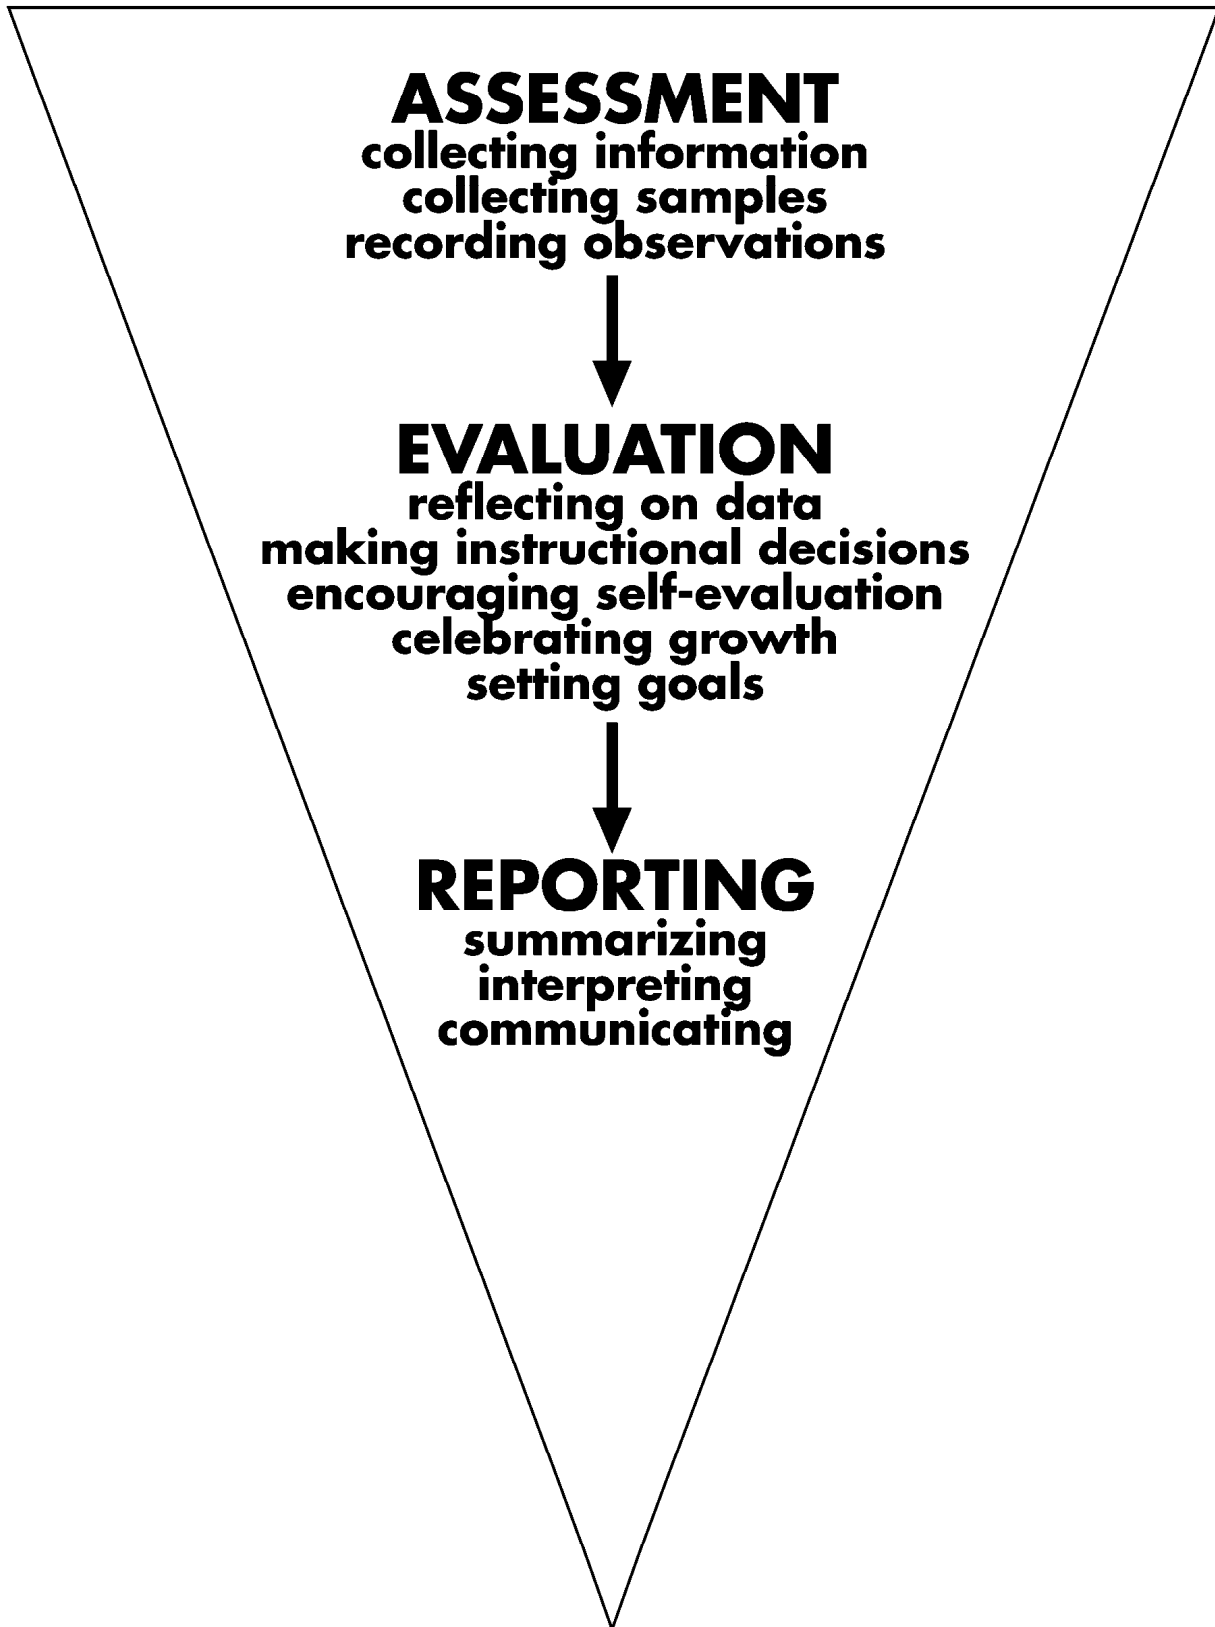 ASSESSMENT
collecting information
collecting samples
recording observations
EVALUATION
reflecting on data
making instructional decisions
encouraging self-evaluation
celebrating growth
setting goals
REPORTING
summarizing
interpreting
communicating